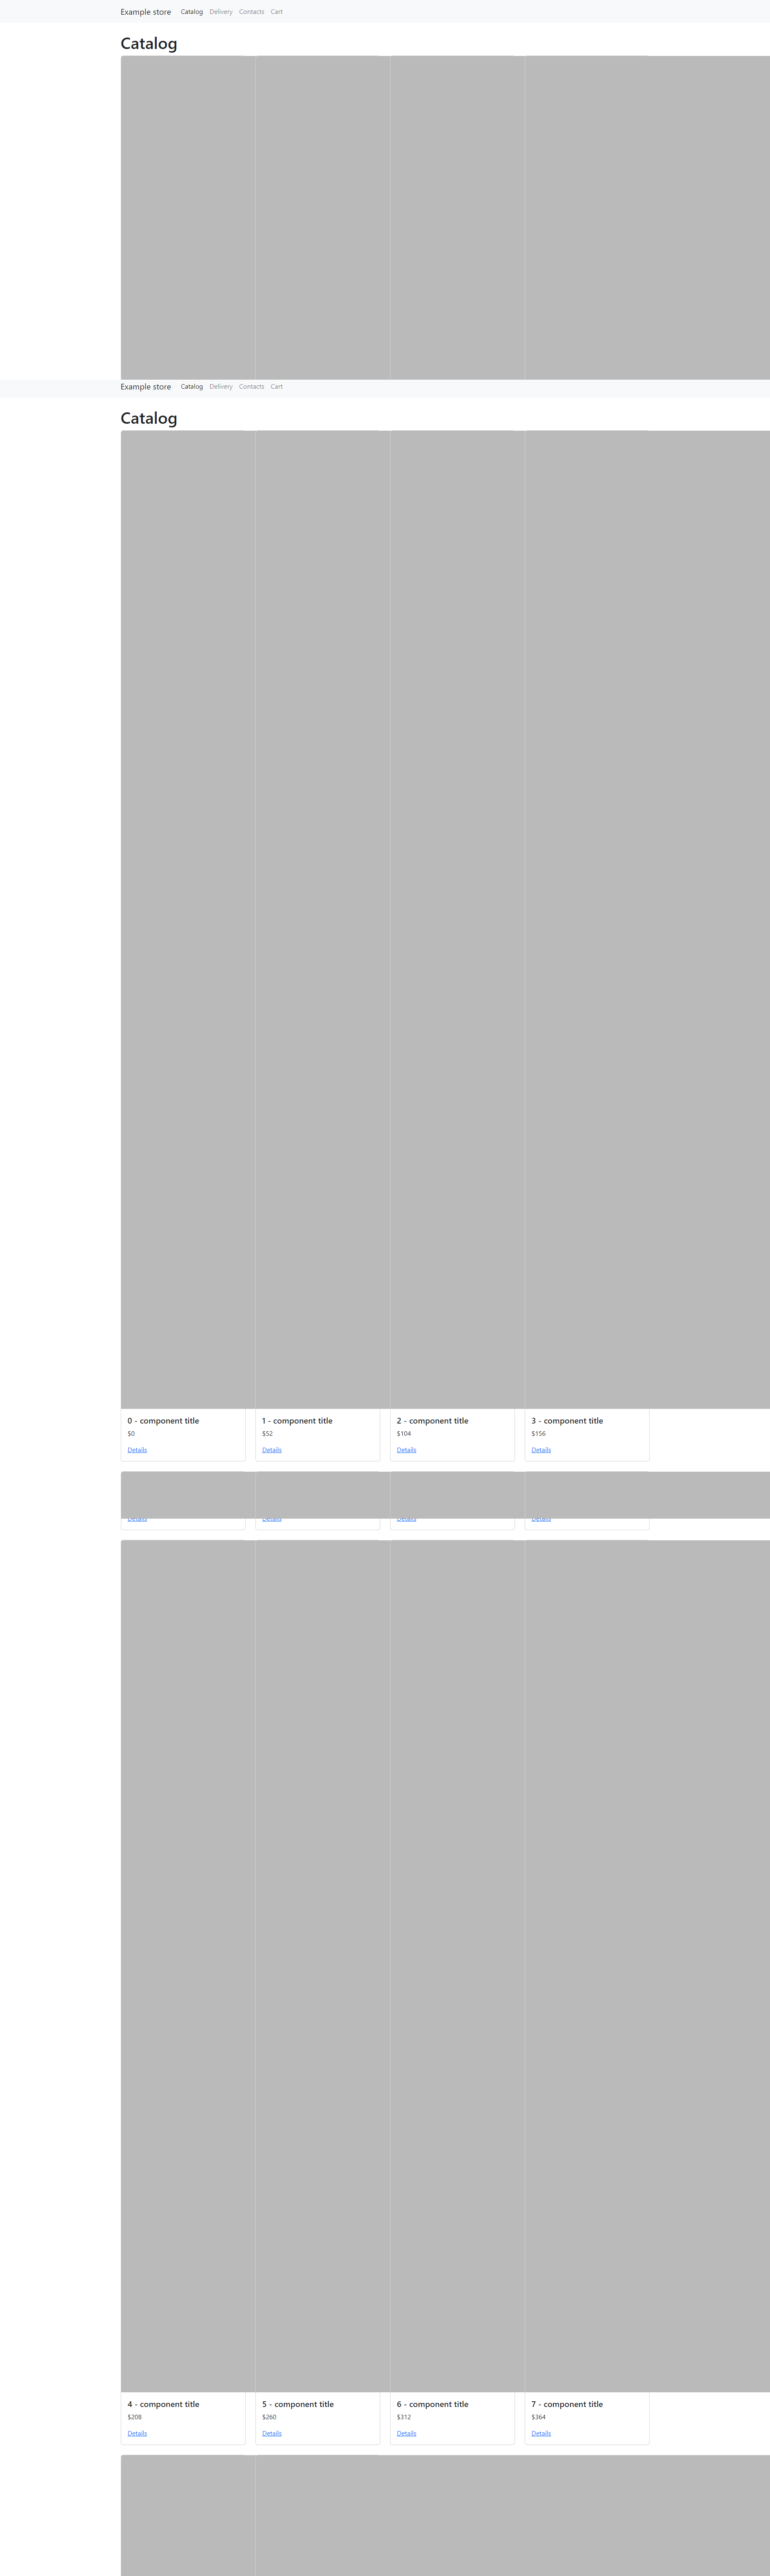 Example store Catalog Delivery Contacts Cart
Catalog
Example store Catalog Delivery Contacts Cart
Catalog
0 - component title 1 - component title 2 - component title 3 - component title
$0 $52 $104 $156
Details Details Details Details
Details Details Details Details
4 - component title 5 - component title 6 - component title 7 - component title
$208 $260 $312 $364
Details Details Details Details